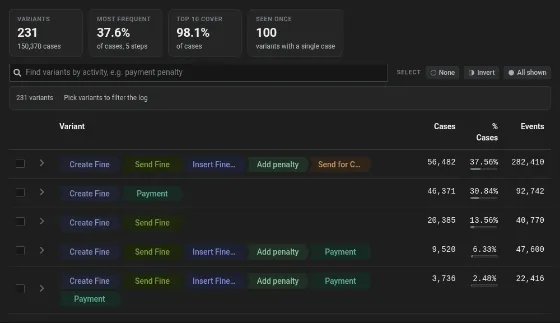 VARIANTS
231
150,370 cases
MOST FREQUENT
37.6%
of cases, 5 steps
TOP 10 COVER
98.1%
of cases
SEEN ONCE
100
variants with a single case
Find variants by activity, e.g. payment penalty
SELECT
None
Invert
All shown
231 variants Pick variants to filter the log
Variant Cases % Cases Events
Create Fine Send Fine Insert Fine... Add penalty Send for C... 56,482 37.56% 282,410
Create Fine Payment 46,371 30.84% 92,742
Create Fine Send Fine 20,385 13.56% 40,770
Create Fine Send Fine Insert Fine... Add penalty Payment 9,520 6.33% 47,600
Create Fine Send Fine Insert Fine... Add penalty Payment 3,736 2.48% 22,416
Payment